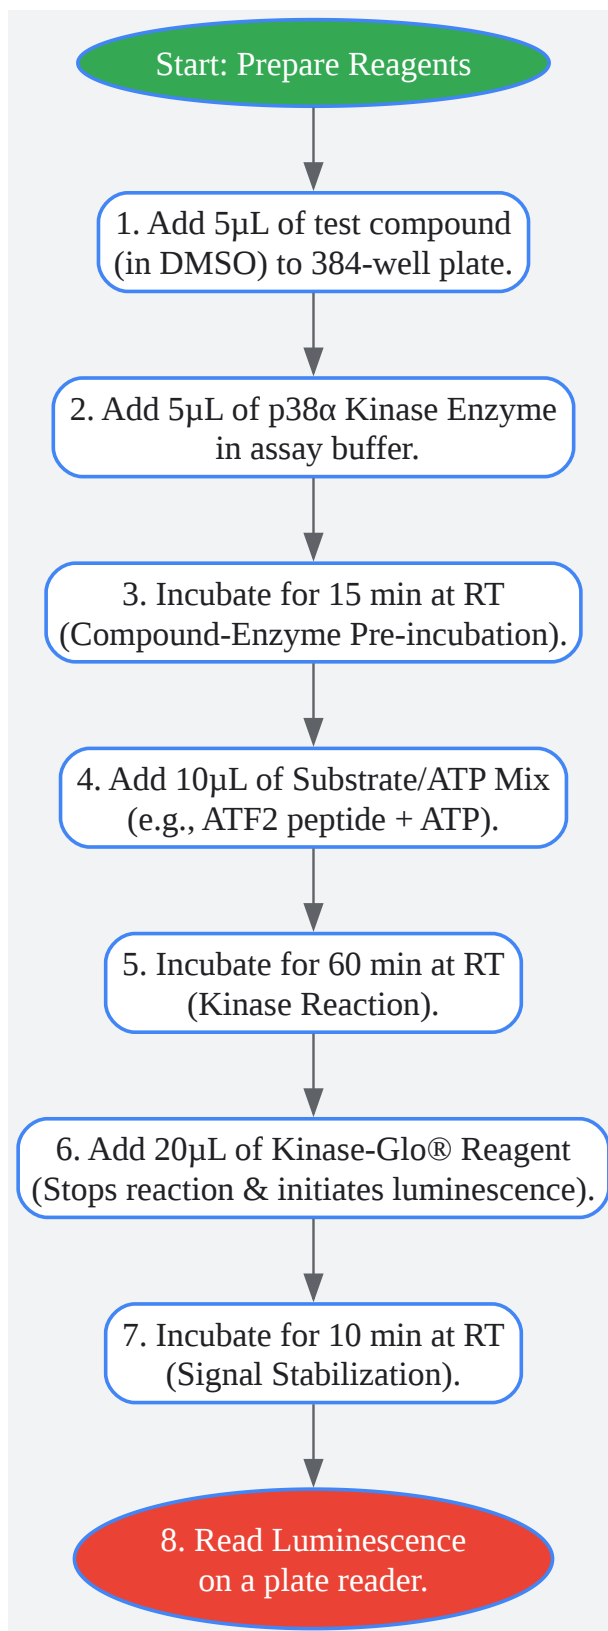 Start: Prepare Reagents
1. Add 5µL of test compound
(in DMSO) to 384-well plate.
2. Add 5µL of p38α Kinase Enzyme
in assay buffer.
3. Incubate for 15 min at RT
(Compound-Enzyme Pre-incubation).
4. Add 10µL of Substrate/ATP Mix
(e.g., ATF2 peptide + ATP).
5. Incubate for 60 min at RT
(Kinase Reaction).
6. Add 20µL of Kinase-Glo® Reagent
(Stops reaction & initiates luminescence).
7. Incubate for 10 min at RT
(Signal Stabilization).
8. Read Luminescence
on a plate reader.